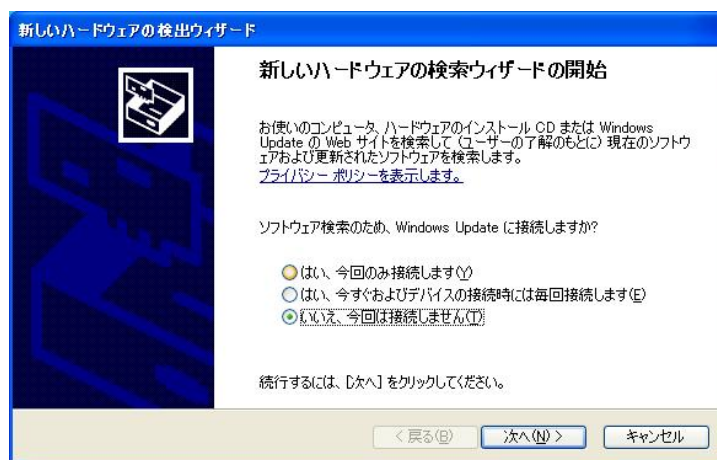 新しいハードウェアの検出ウィザード
新しいハードウェアの検索ウィザードの開始
お使いのコンピュータ、ハードウェアのインストール CD または Windows
Update の Web サイトを検索して (ユーザーの了解のもとに) 現在のソフトウ
ェアおよび更新されたソフトウェアを検索します。
プライバシー ポリシーを表示します。
ソフトウェア検索のため、Windows Update に接続しますか?
はい、今回のみ接続します(Y)
はい、今すぐおよびデバイスの接続時には毎回接続します(E)
いいえ、今回は接続しません(T)
続行するには、[次へ] をクリックしてください。
< 戻る(B) 次へ(N) > キャンセル